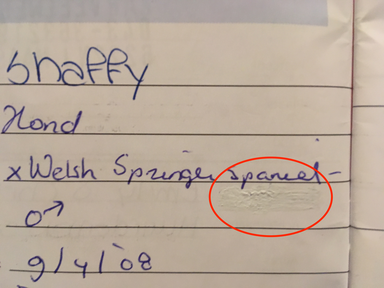 Shaffy
Hond
x Welsh Springer Spaniel -
♂
9/4/'08